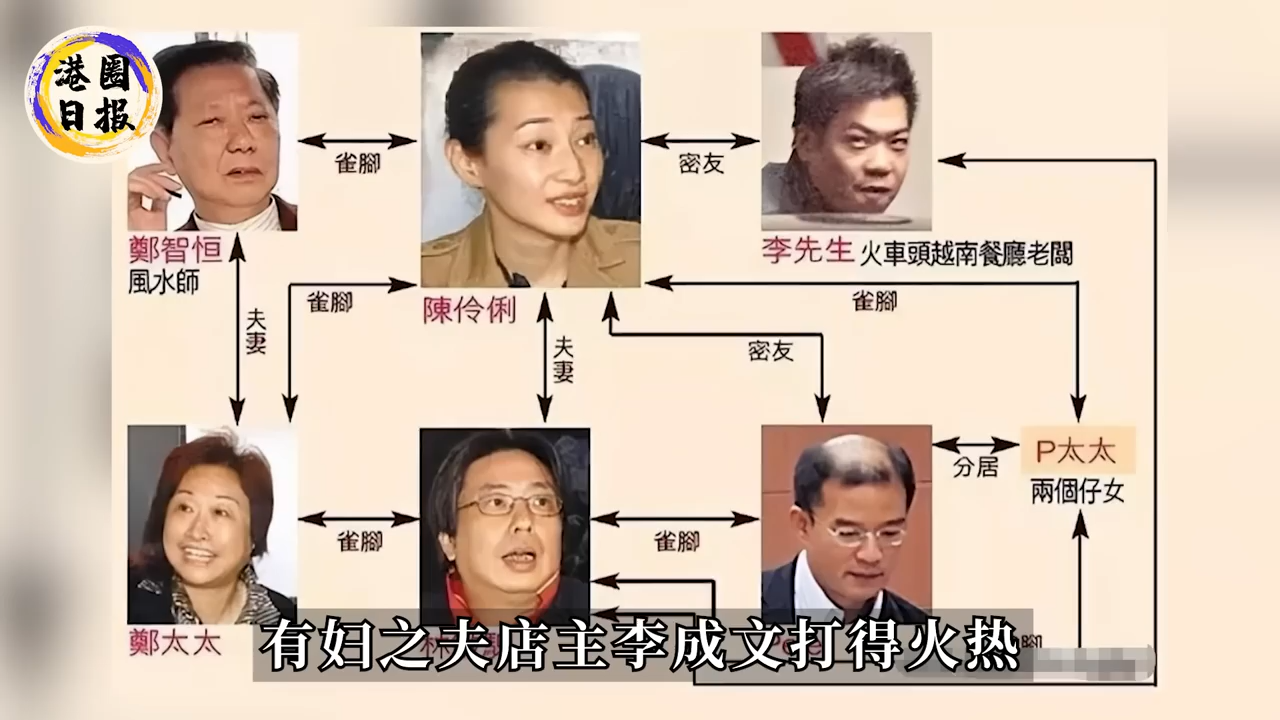 港圈
日报
雀腳
密友
鄭智恒
風水師
李先生 火車頭越南餐廳老闆
夫妻
雀腳
陳伶俐
雀腳
夫妻
密友
P太太
分居
兩個仔女
雀腳
雀腳
鄭太太
有妇之夫店主李成文打得火热